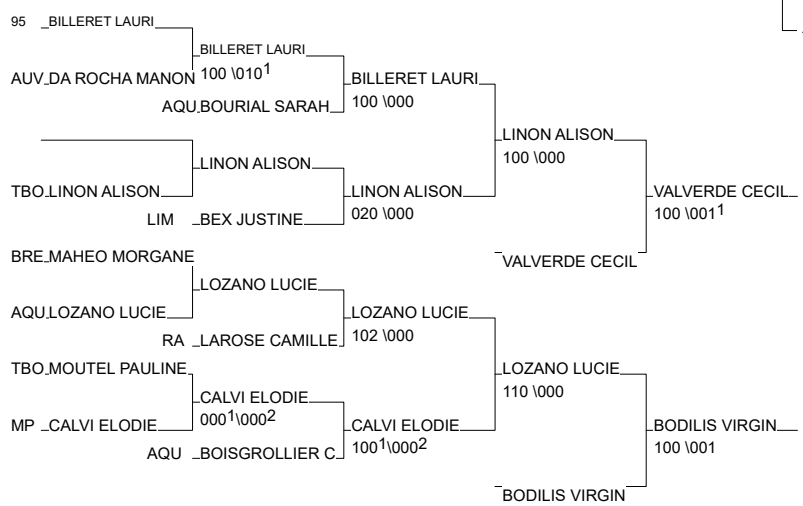 95 BILLERET LAURI
BILLERET LAURI
AUV DA ROCHA MANON 100 \010¹ BILLERET LAURI
AQU BOURIAL SARAH 100 \000
LINON ALISON
LINON ALISON 100 \000
TBO LINON ALISON LINON ALISON VALVERDE CECIL
LIM BEX JUSTINE 020 \000 100 \001¹
BRE MAHEO MORGANE VALVERDE CECIL
LOZANO LUCIE
AQU LOZANO LUCIE LOZANO LUCIE
RA LAROSE CAMILLE 102 \000
TBO MOUTEL PAULINE LOZANO LUCIE
CALVI ELODIE 110 \000
000¹\000²
MP CALVI ELODIE CALVI ELODIE BODILIS VIRGIN
AQU BOISGROLLIER C 100¹\000² 100 \001
BODILIS VIRGIN